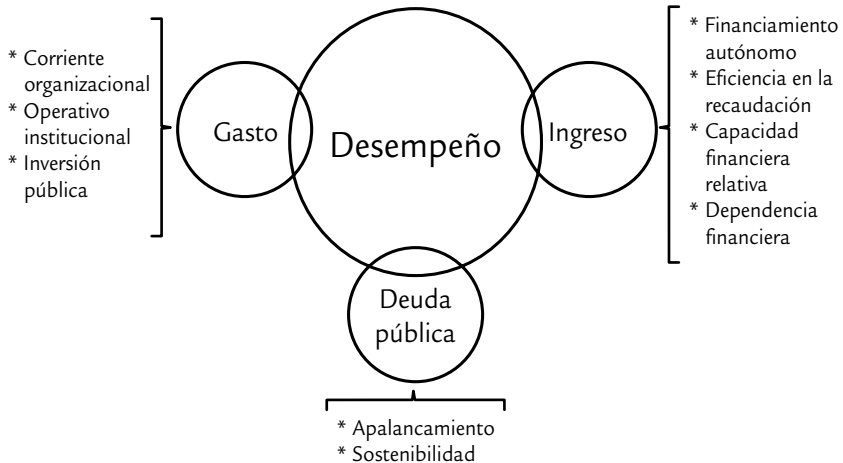 * Corriente
organizacional
* Operativo
institucional
* Inversión
pública
Gasto
Desempeño
Ingreso
* Financiamiento
autónomo
* Eficiencia en la
recaudación
* Capacidad
financiera
relativa
* Dependencia
financiera
Deuda
pública
* Apalancamiento
* Sostenibilidad